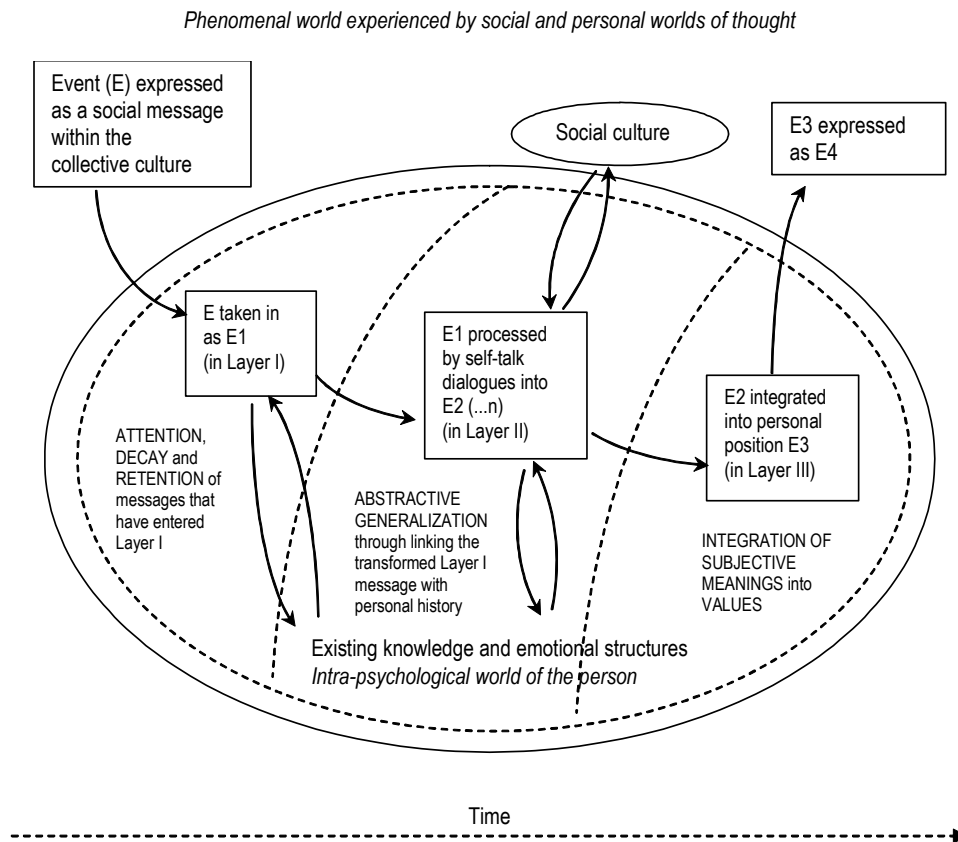 Phenomenal world experienced by social and personal worlds of thought
Event (E) expressed
as a social message
within the
collective culture
Social culture
E3 expressed
as E4
E taken in
as E1
(in Layer I)
E1 processed
by self-talk
dialogues into
E2 (...n)
(in Layer II)
E2 integrated
into personal
position E3
(in Layer III)
ATTENTION,
DECAY and
RETENTION of
messages that
have entered
Layer I
ABSTRACTIVE
GENERALIZATION
through linking the
transformed Layer I
message with
personal history
INTEGRATION OF
SUBJECTIVE
MEANINGS into
VALUES
Existing knowledge and emotional structures
Intra-psychological world of the person
Time